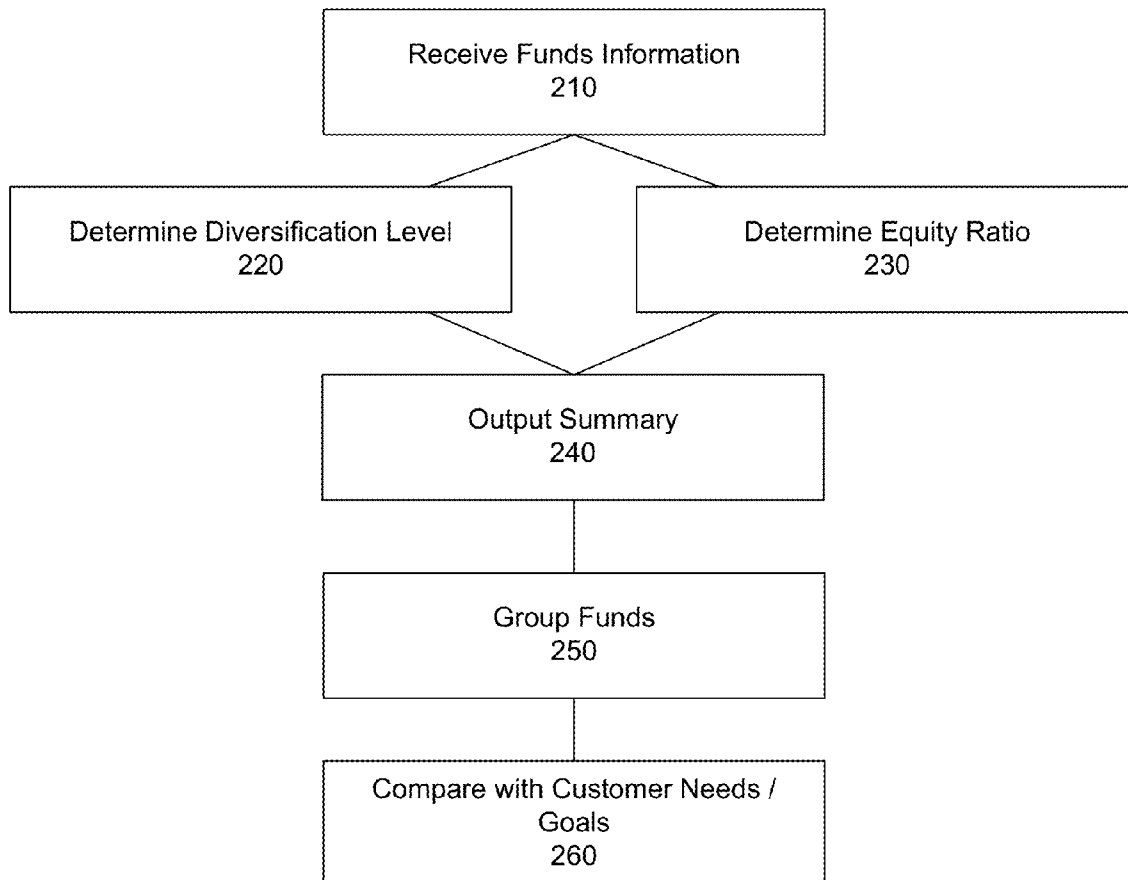 Receive Funds Information
210
Determine Diversification Level
220
Determine Equity Ratio
230
Output Summary
240
Group Funds
250
Compare with Customer Needs /
Goals
260